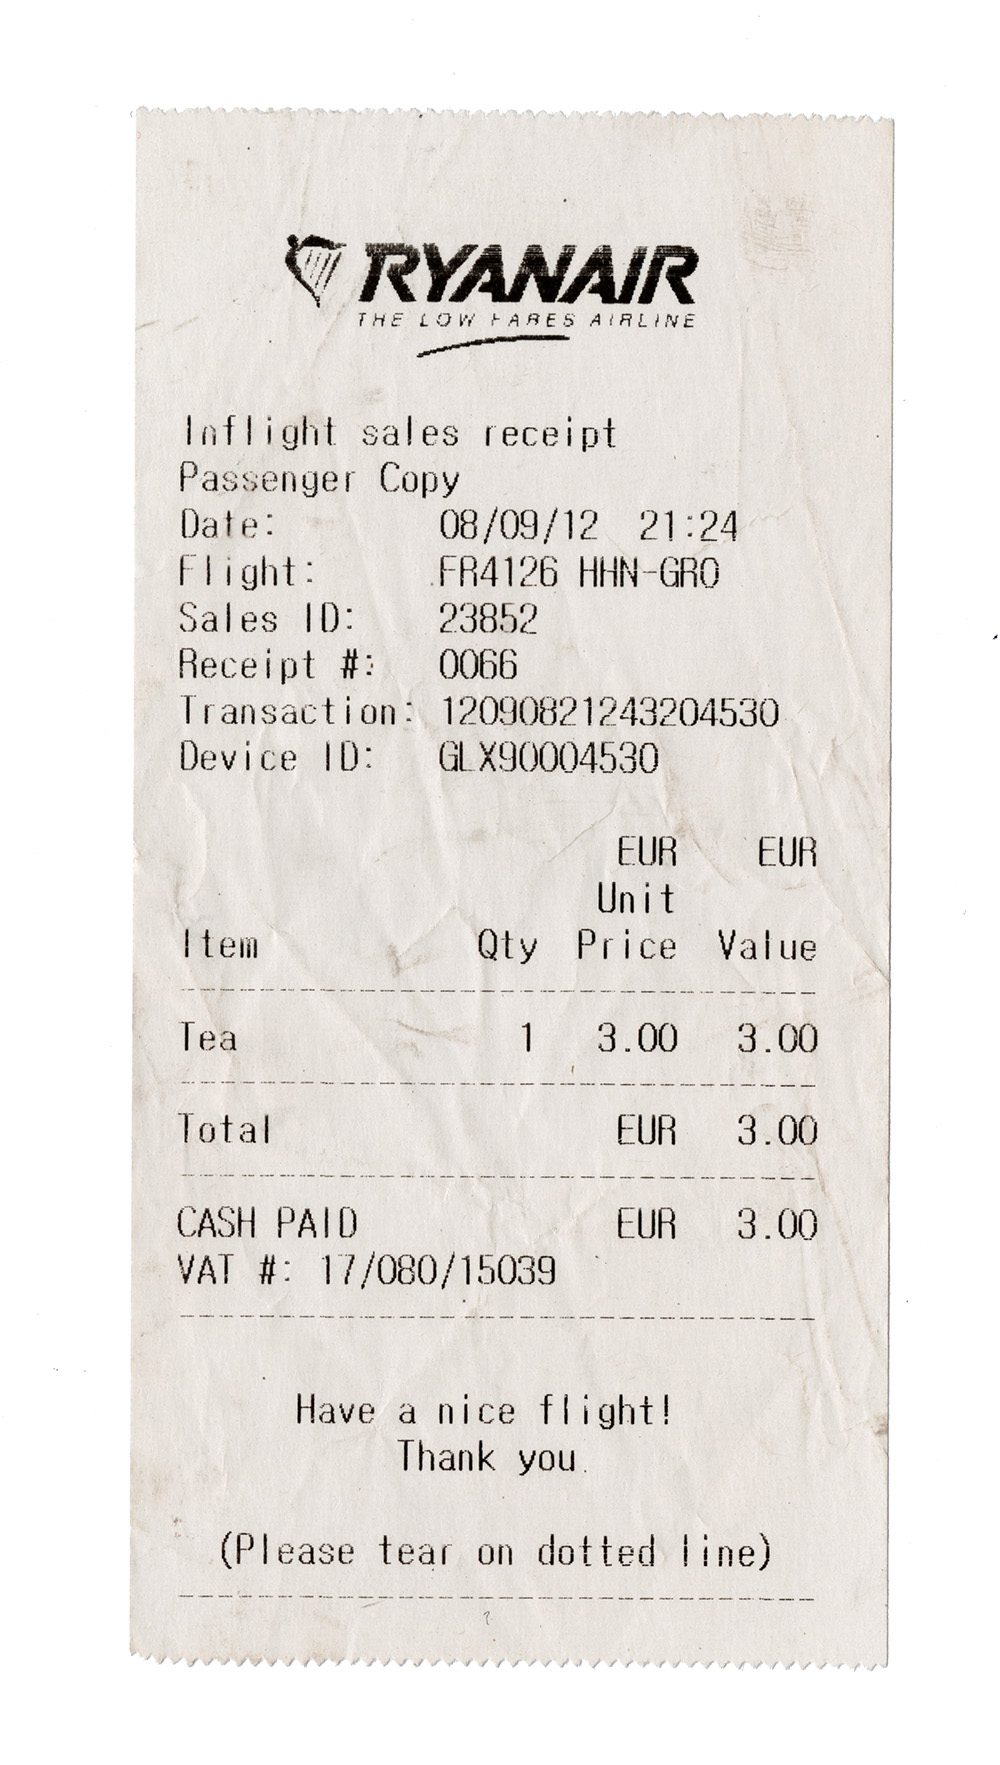 RYANAIR
THE LOW FARES AIRLINE
Inflight sales receipt
Passenger Copy
Date: 08/09/12 21:24
Flight: FR4126 HHN-GRO
Sales ID: 23852
Receipt #: 0066
Transaction: 12090821243204530
Device ID: GLX90004530
EUR EUR
Unit
Item Qty Price Value
Tea 1 3.00 3.00
Total EUR 3.00
CASH PAID EUR 3.00
VAT #: 17/080/15039
Have a nice flight!
Thank you.
(Please tear on dotted line)